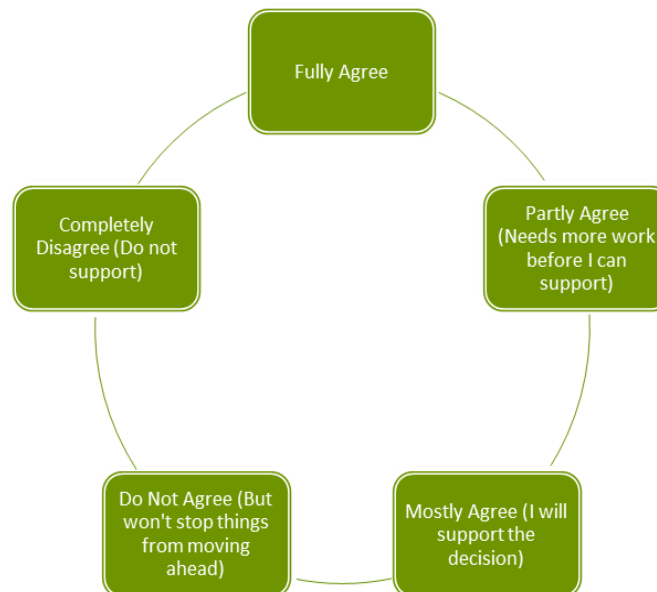 Fully Agree
Partly Agree
(Needs more work
before I can
support)
Mostly Agree (I will
support the
decision)
Do Not Agree (But
won't stop things
from moving
ahead)
Completely
Disagree (Do not
support)